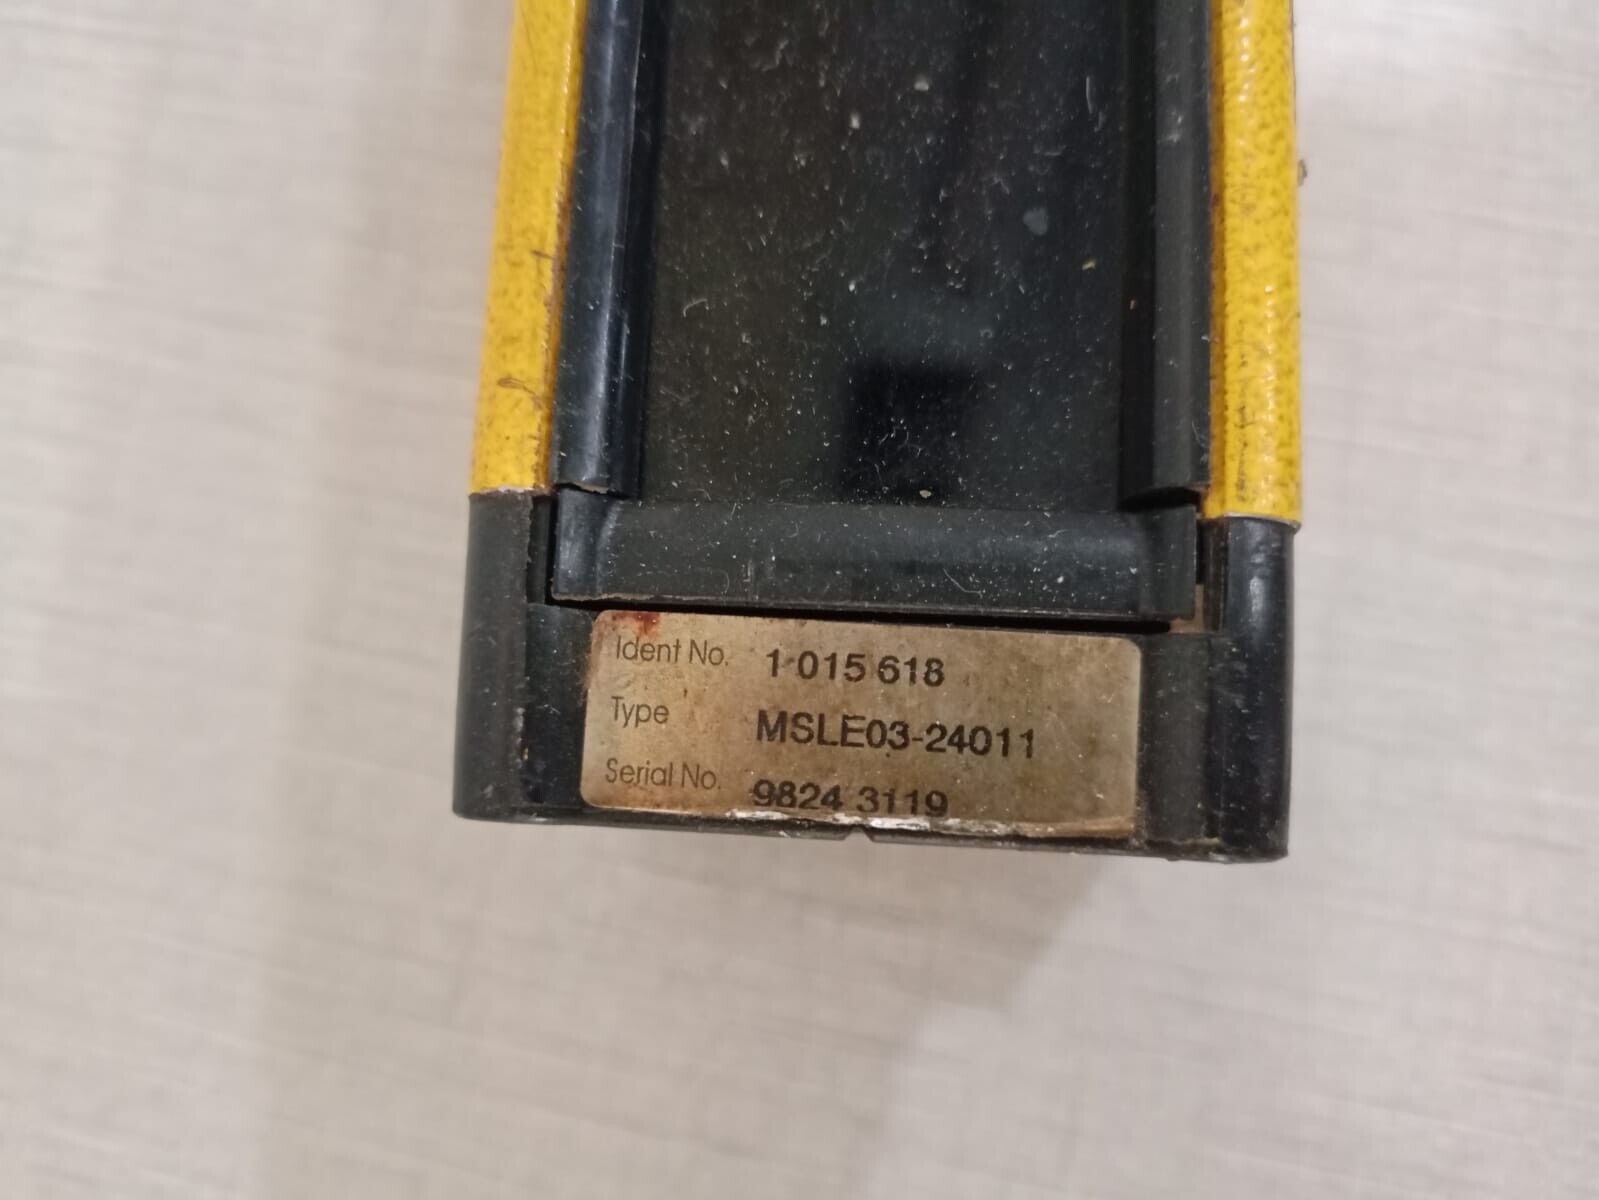 Ident No. 1 015 618
Type MSLE03-24011
Serial No. 9824 3119